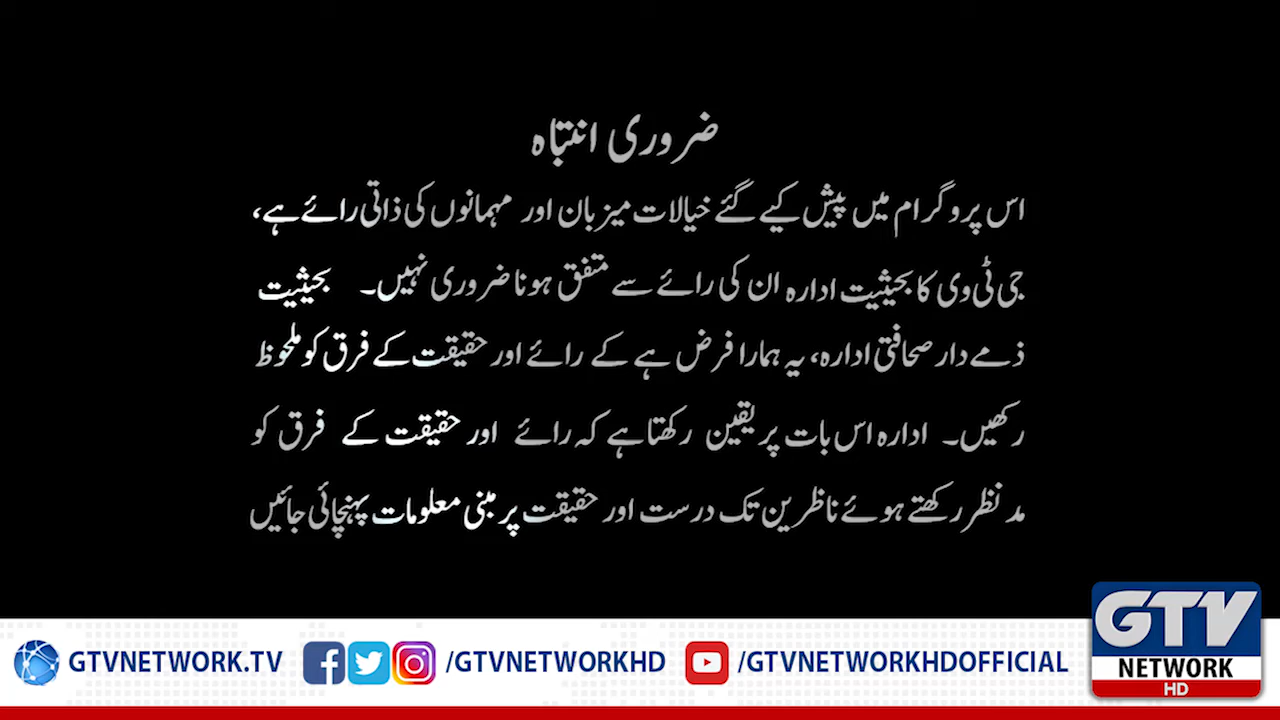 ضروری انتباہ
اس پروگرام میں پیش کیے گئے خیالات میزبان اور مہمانوں کی ذاتی رائے ہے،
جی ٹی وی کا بحیثیت ادارہ ان کی رائے سے متفق ہونا ضروری نہیں۔ بحیثیت
ذمے دار صحافتی ادارہ، یہ ہمارا فرض ہے کے رائے اور حقیقت کے فرق کو ملحوظ
رکھیں۔ ادارہ اس بات پر یقین رکھتا ہے کہ رائے اور حقیقت کے فرق کو
مد نظر رکھتے ہوئے ناظرین تک درست اور حقیقت پر مبنی معلومات پہنچائی جائیں
GTVNETWORK.TV /GTVNETWORKHD /GTVNETWORKHDOFFICIAL
GTV
NETWORK
HD